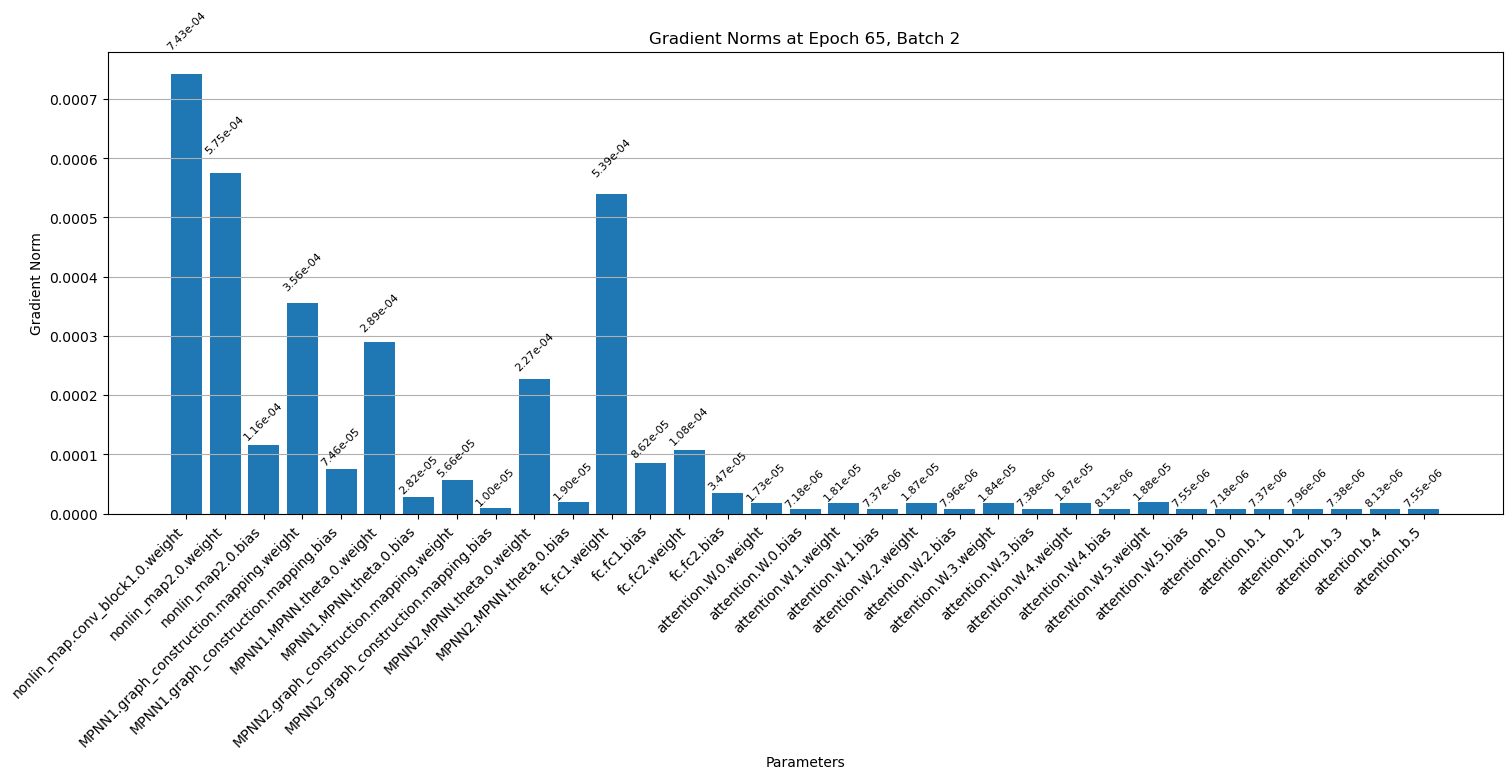 Gradient Norms at Epoch 65, Batch 2
Gradient Norm
0.0007
0.0006
0.0005
0.0004
0.0003
0.0002
0.0001
0.0000
7.43e-04
5.75e-04
1.16e-04
3.56e-04
7.46e-05
2.89e-04
2.82e-05
5.66e-05
1.00e-05
2.27e-04
1.90e-05
5.39e-04
8.62e-05
1.08e-04
3.47e-05
1.73e-05
7.18e-06
1.81e-05
7.37e-06
1.87e-05
7.96e-06
1.84e-05
7.38e-06
1.87e-05
8.13e-06
1.88e-05
7.55e-06
7.18e-06
7.37e-06
7.96e-06
7.38e-06
8.13e-06
7.55e-06
nonlin_map.conv_block1.0.weight
nonlin_map2.0.weight
nonlin_map2.0.bias
MPNN1.graph_construction.mapping.weight
MPNN1.graph_construction.mapping.bias
MPNN1.MPNN.theta.0.weight
MPNN1.MPNN.theta.0.bias
MPNN2.graph_construction.mapping.weight
MPNN2.graph_construction.mapping.bias
MPNN2.MPNN.theta.0.weight
MPNN2.MPNN.theta.0.bias
fc.fc1.weight
fc.fc1.bias
fc.fc2.weight
fc.fc2.bias
attention.W.0.weight
attention.W.0.bias
attention.W.1.weight
attention.W.1.bias
attention.W.2.weight
attention.W.2.bias
attention.W.3.weight
attention.W.3.bias
attention.W.4.weight
attention.W.4.bias
attention.W.5.weight
attention.W.5.bias
attention.b.0
attention.b.1
attention.b.2
attention.b.3
attention.b.4
attention.b.5
Parameters